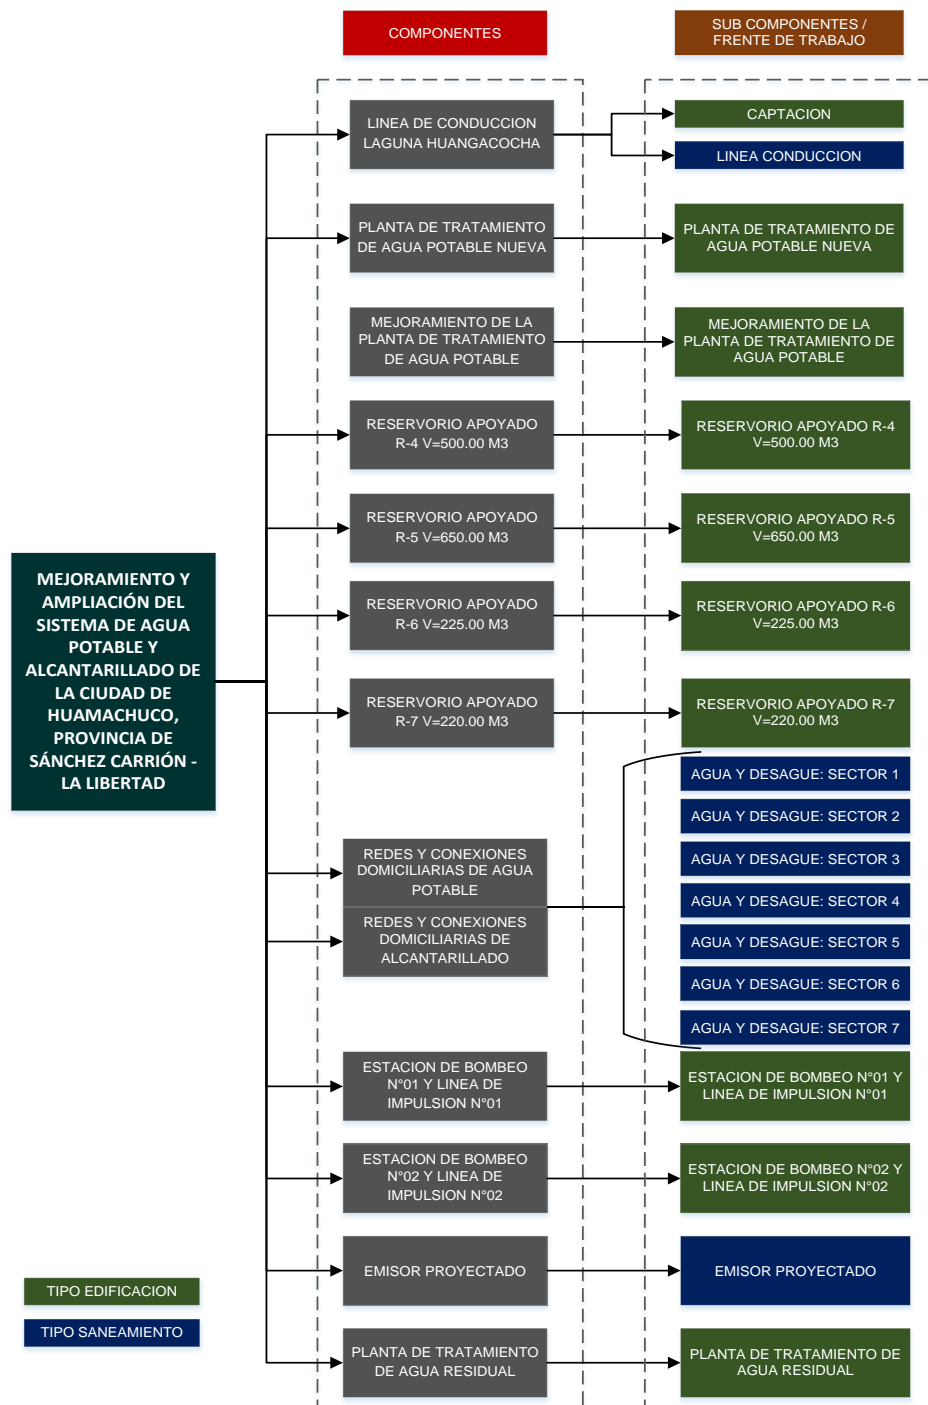 COMPONENTES
SUB COMPONENTES /
FRENTE DE TRABAJO
MEJORAMIENTO Y
AMPLIACIÓN DEL
SISTEMA DE AGUA
POTABLE Y
ALCANTARILLADO DE
LA CIUDAD DE
HUAMACHUCO,
PROVINCIA DE
SÁNCHEZ CARRIÓN -
LA LIBERTAD
LINEA DE CONDUCCION
LAGUNA HUANGACOCHA
CAPTACION
LINEA CONDUCCION
PLANTA DE TRATAMIENTO
DE AGUA POTABLE NUEVA
PLANTA DE TRATAMIENTO DE
AGUA POTABLE NUEVA
MEJORAMIENTO DE LA
PLANTA DE TRATAMIENTO
DE AGUA POTABLE
MEJORAMIENTO DE LA
PLANTA DE TRATAMIENTO DE
AGUA POTABLE
RESERVORIO APOYADO
R-4 V=500.00 M3
RESERVORIO APOYADO R-4
V=500.00 M3
RESERVORIO APOYADO
R-5 V=650.00 M3
RESERVORIO APOYADO R-5
V=650.00 M3
RESERVORIO APOYADO
R-6 V=225.00 M3
RESERVORIO APOYADO R-6
V=225.00 M3
RESERVORIO APOYADO
R-7 V=220.00 M3
RESERVORIO APOYADO R-7
V=220.00 M3
REDES Y CONEXIONES
DOMICILIARIAS DE AGUA
POTABLE
REDES Y CONEXIONES
DOMICILIARIAS DE
ALCANTARILLADO
AGUA Y DESAGUE: SECTOR 1
AGUA Y DESAGUE: SECTOR 2
AGUA Y DESAGUE: SECTOR 3
AGUA Y DESAGUE: SECTOR 4
AGUA Y DESAGUE: SECTOR 5
AGUA Y DESAGUE: SECTOR 6
AGUA Y DESAGUE: SECTOR 7
ESTACION DE BOMBEO
N°01 Y LINEA DE
IMPULSION N°01
ESTACION DE BOMBEO N°01 Y
LINEA DE IMPULSION N°01
ESTACION DE BOMBEO
N°02 Y LINEA DE
IMPULSION N°02
ESTACION DE BOMBEO N°02 Y
LINEA DE IMPULSION N°02
EMISOR PROYECTADO
EMISOR PROYECTADO
PLANTA DE TRATAMIENTO
DE AGUA RESIDUAL
PLANTA DE TRATAMIENTO DE
AGUA RESIDUAL
TIPO EDIFICACION
TIPO SANEAMIENTO